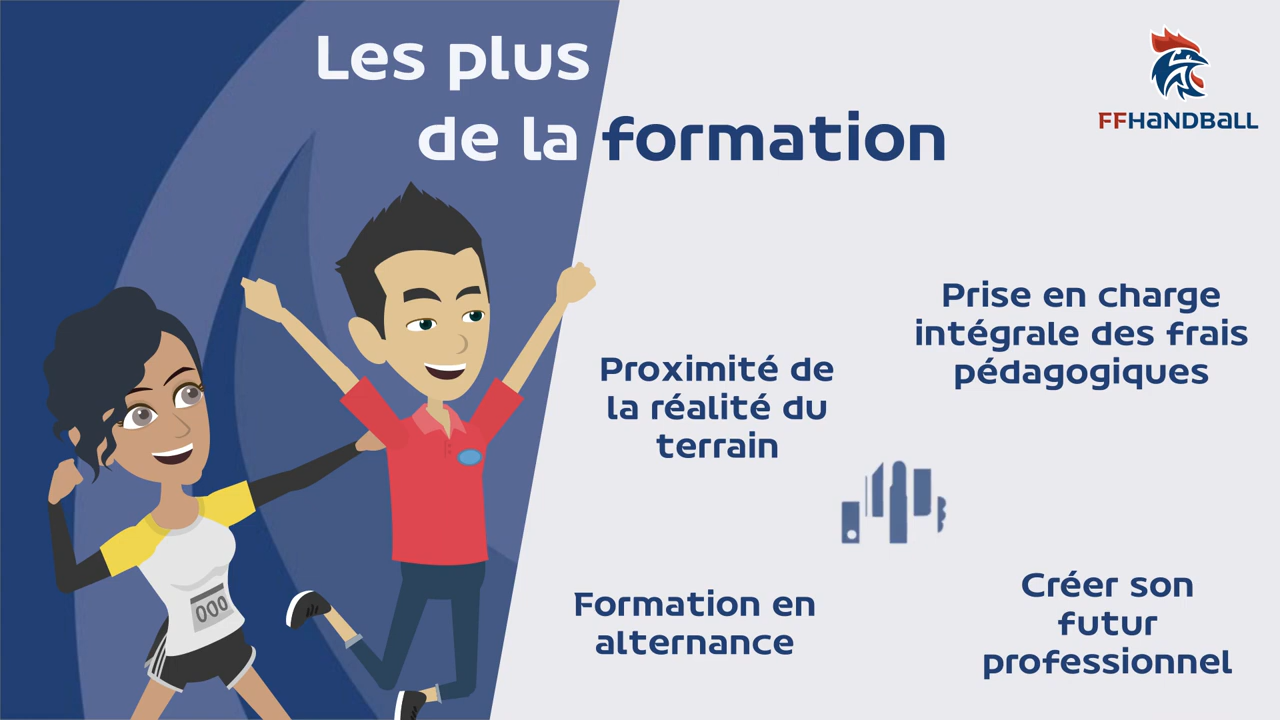 Les plus
de la formation
FFHANDBALL
Prise en charge
intégrale des frais
pédagogiques
Proximité de
la réalité du
terrain
Formation en
alternance
Créer son
futur
professionnel
000